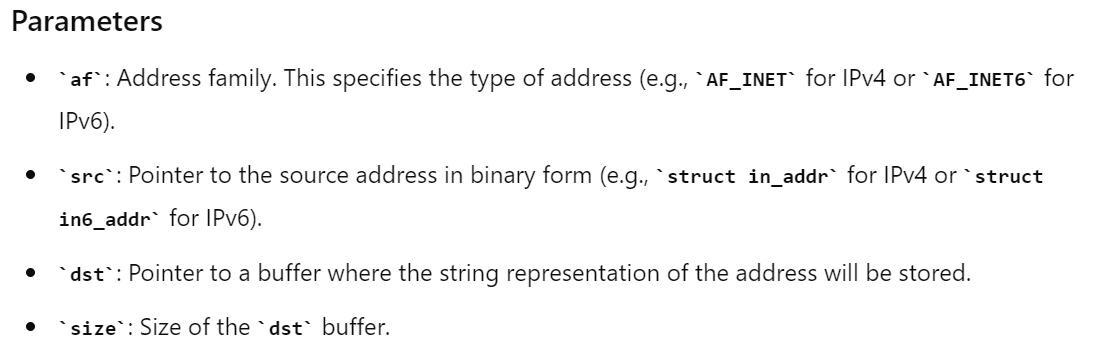 Parameters
• `af`: Address family. This specifies the type of address (e.g., `AF_INET` for IPv4 or `AF_INET6` for
IPv6).
• `src`: Pointer to the source address in binary form (e.g., `struct in_addr` for IPv4 or `struct
in6_addr` for IPv6).
• `dst`: Pointer to a buffer where the string representation of the address will be stored.
• `size`: Size of the `dst` buffer.